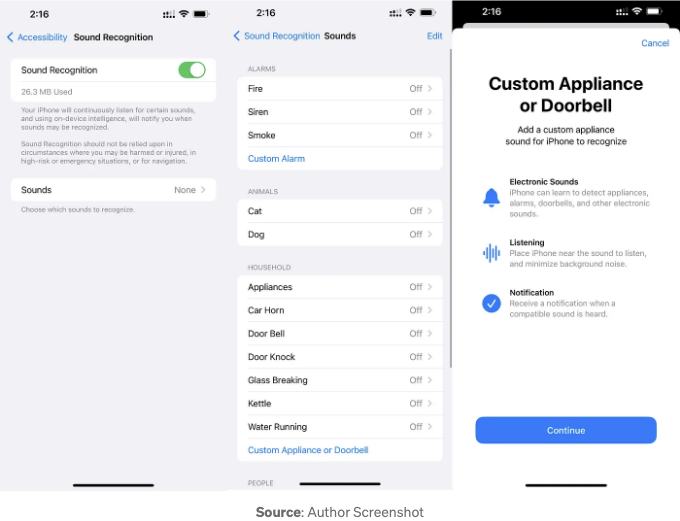 2:16
Accessibility Sound Recognition
Sound Recognition
26.3 MB Used
Your iPhone will continuously listen for certain sounds,
and using on-device intelligence, will notify you when
sounds may be recognized.
Sound Recognition should not be relied upon in
circumstances where you may be harmed or injured, in
high-risk or emergency situations, or for navigation.
Sounds None
Choose which sounds to recognize.
2:16
Sound Recognition Sounds Edit
ALARMS
Fire Off
Siren Off
Smoke Off
Custom Alarm
ANIMALS
Cat Off
Dog Off
HOUSEHOLD
Appliances Off
Car Horn Off
Door Bell Off
Door Knock Off
Glass Breaking Off
Kettle Off
Water Running Off
Custom Appliance or Doorbell
PEOPLE
2:16
Cancel
Custom Appliance
or Doorbell
Add a custom appliance
sound for iPhone to recognize
Electronic Sounds
iPhone can learn to detect appliances,
alarms, doorbells, and other electronic
sounds.
Listening
Place iPhone near the sound to listen,
and minimize background noise.
Notification
Receive a notification when a
compatible sound is heard.
Continue
Source: Author Screenshot